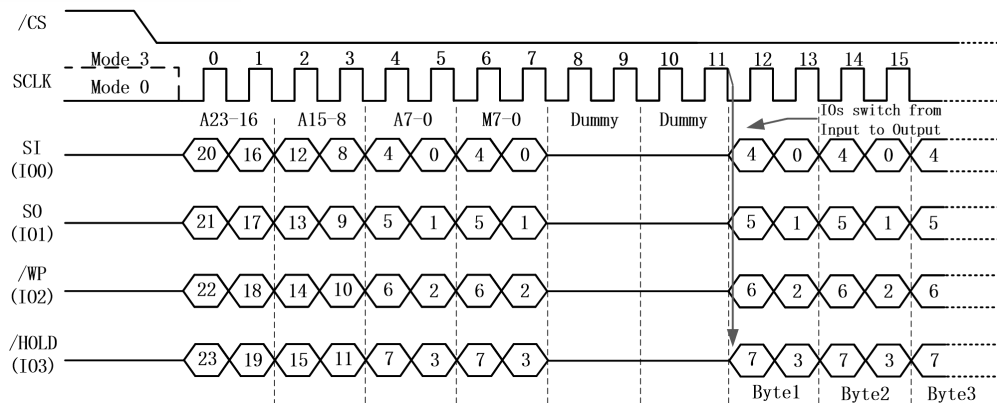 /CS
Mode 3 0 1 2 3 4 5 6 7 8 9 10 11 12 13 14 15
SCLK
Mode 0
IOs switch from
Input to Output
A23-16 A15-8 A7-0 M7-0 Dummy Dummy
SI
(IO0)
20 16 12 8 4 0 4 0 4 0 4 0 4
SO
(IO1)
21 17 13 9 5 1 5 1 5 1 5 1 5
/WP
(IO2)
22 18 14 10 6 2 6 2 6 2 6 2 6
/HOLD
(IO3)
23 19 15 11 7 3 7 3 7 3 7 3 7
Byte1 Byte2 Byte3